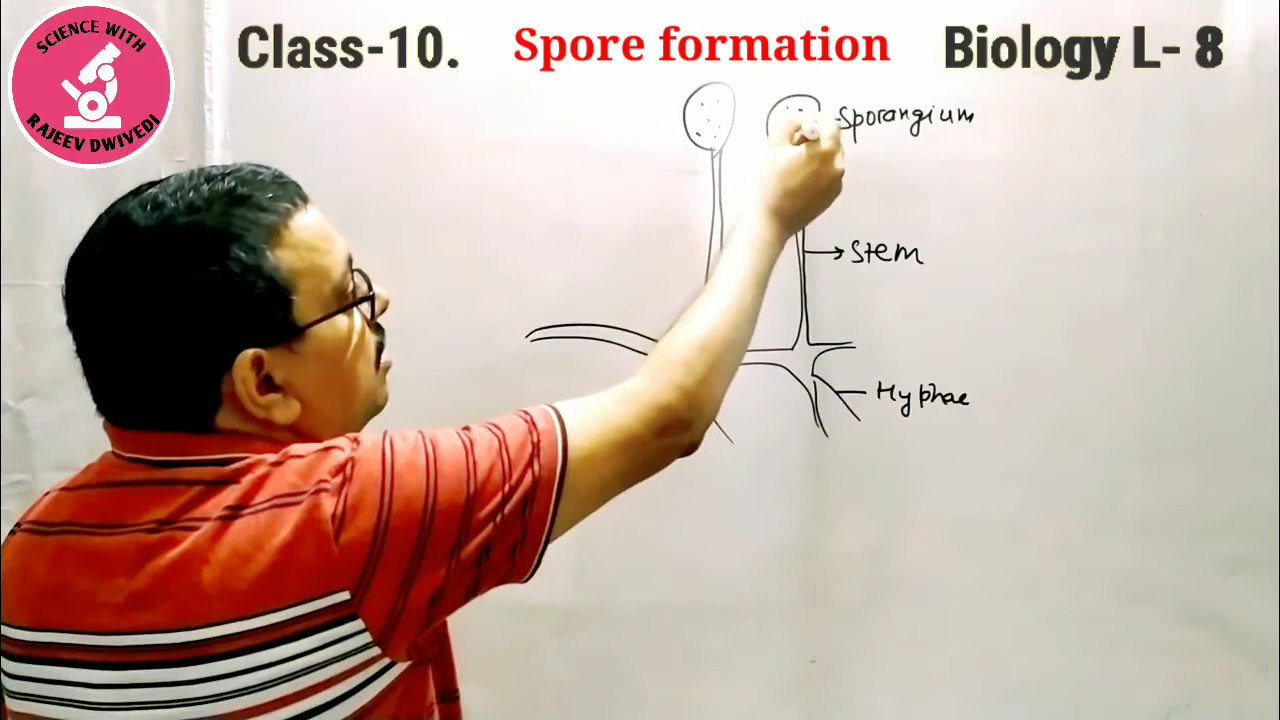 SCIENCE WITH
RAJEEV DWIVEDI
Class-10. Spore formation Biology L- 8
Sporangium
Stem
Hyphae